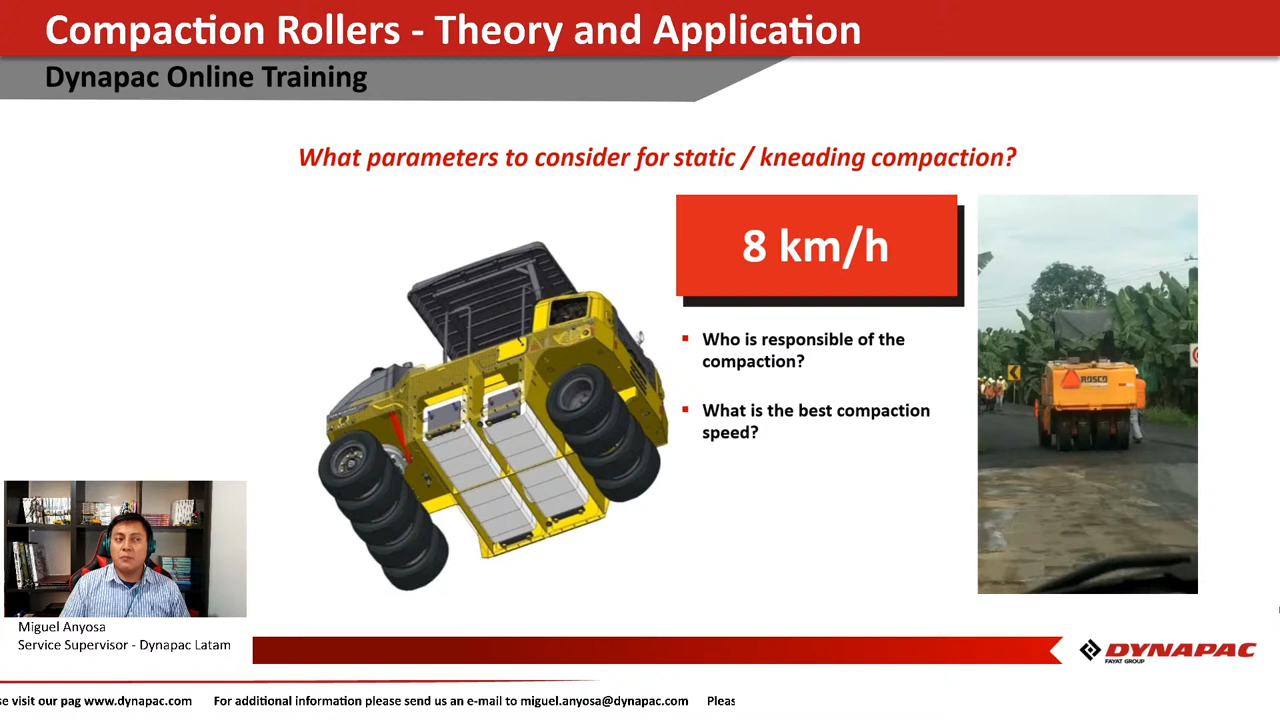 Compaction Rollers - Theory and Application
Dynapac Online Training
What parameters to consider for static / kneading compaction?
8 km/h
Who is responsible of the
compaction?
What is the best compaction
speed?
ROSCO
Miguel Anyosa
Service Supervisor - Dynapac Latam
DYNAPAC
FAYAT GROUP
se visit our pag www.dynapac.com For additional information please send us an e-mail to miguel.anyosa@dynapac.com Pleas